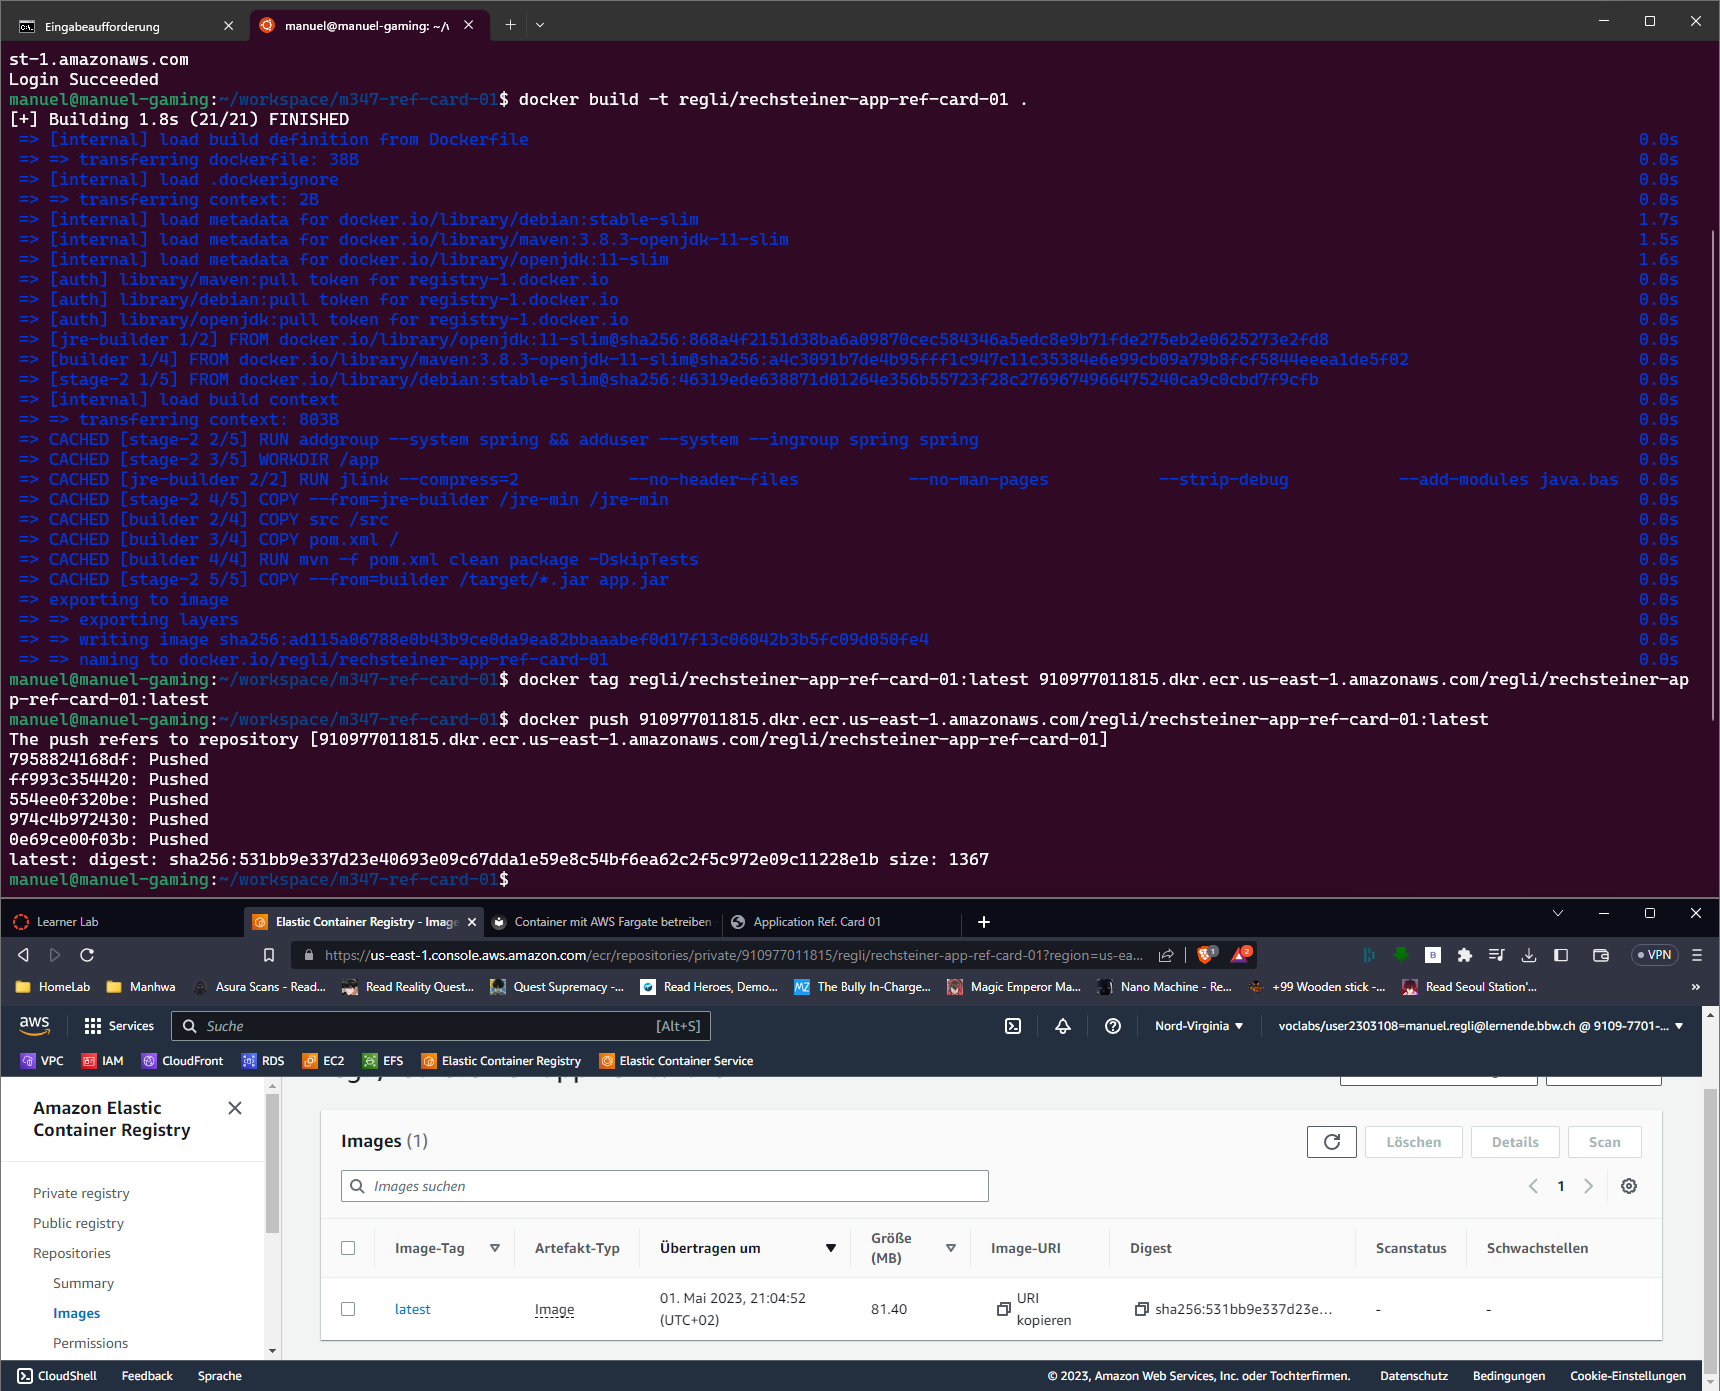 Eingabeaufforderung
manuel@manuel-gaming: ~/\
st-1.amazonaws.com
Login Succeeded
manuel@manuel-gaming:~/workspace/m347-ref-card-01$ docker build -t regli/rechsteiner-app-ref-card-01 .
[+] Building 1.8s (21/21) FINISHED
=> [internal] load build definition from Dockerfile 0.0s
=> => transferring dockerfile: 38B 0.0s
=> [internal] load .dockerignore 0.0s
=> => transferring context: 2B 0.0s
=> [internal] load metadata for docker.io/library/debian:stable-slim 1.7s
=> [internal] load metadata for docker.io/library/maven:3.8.3-openjdk-11-slim 1.5s
=> [internal] load metadata for docker.io/library/openjdk:11-slim 1.6s
=> [auth] library/maven:pull token for registry-1.docker.io 0.0s
=> [auth] library/debian:pull token for registry-1.docker.io 0.0s
=> [auth] library/openjdk:pull token for registry-1.docker.io 0.0s
=> [jre-builder 1/2] FROM docker.io/library/openjdk:11-slim@sha256:868a4f2151d38ba6a09870cec584346a5edc8e9b71fde275eb2e0625273e2fd8 0.0s
=> [builder 1/4] FROM docker.io/library/maven:3.8.3-openjdk-11-slim@sha256:a4c3091b7de4b95fff1c947c11c35384e6e99cb09a79b8fcf5844eeea1de5f02 0.0s
=> [stage-2 1/5] FROM docker.io/library/debian:stable-slim@sha256:46319ede638871d01264e356b55723f28c2769674966475240ca9c0cbd7f9cfb 0.0s
=> [internal] load build context 0.0s
=> => transferring context: 803B 0.0s
=> CACHED [stage-2 2/5] RUN addgroup --system spring && adduser --system --ingroup spring spring 0.0s
=> CACHED [stage-2 3/5] WORKDIR /app 0.0s
=> CACHED [jre-builder 2/2] RUN jlink --compress=2 --no-header-files --no-man-pages --strip-debug --add-modules java.bas 0.0s
=> CACHED [stage-2 4/5] COPY --from=jre-builder /jre-min /jre-min 0.0s
=> CACHED [builder 2/4] COPY src /src 0.0s
=> CACHED [builder 3/4] COPY pom.xml / 0.0s
=> CACHED [builder 4/4] RUN mvn -f pom.xml clean package -DskipTests 0.0s
=> CACHED [stage-2 5/5] COPY --from=builder /target/*.jar app.jar 0.0s
=> exporting to image 0.0s
=> => exporting layers 0.0s
=> => writing image sha256:ad115a06788e0b43b9ce0da9ea82bbaaabef0d17f13c06042b3b5fc09d050fe4 0.0s
=> => naming to docker.io/regli/rechsteiner-app-ref-card-01 0.0s
manuel@manuel-gaming:~/workspace/m347-ref-card-01$ docker tag regli/rechsteiner-app-ref-card-01:latest 910977011815.dkr.ecr.us-east-1.amazonaws.com/regli/rechsteiner-ap
p-ref-card-01:latest
manuel@manuel-gaming:~/workspace/m347-ref-card-01$ docker push 910977011815.dkr.ecr.us-east-1.amazonaws.com/regli/rechsteiner-app-ref-card-01:latest
The push refers to repository [910977011815.dkr.ecr.us-east-1.amazonaws.com/regli/rechsteiner-app-ref-card-01]
7958824168df: Pushed
ff993c354420: Pushed
554ee0f320be: Pushed
974c4b972430: Pushed
0e69ce00f03b: Pushed
latest: digest: sha256:531bb9e337d23e40693e09c67dda1e59e8c54bf6ea62c2f5c972e09c11228e1b size: 1367
manuel@manuel-gaming:~/workspace/m347-ref-card-01$
Learner Lab
Elastic Container Registry - Image
Container mit AWS Fargate betreiben
Application Ref. Card 01
https://us-east-1.console.aws.amazon.com/ecr/repositories/private/910977011815/regli/rechsteiner-app-ref-card-01?region=us-ea...
1
2
B
VPN
HomeLab
Manhwa
Asura Scans - Read...
Read Reality Quest...
Quest Supremacy -...
Read Heroes, Demo...
MZ The Bully In-Charge...
Magic Emperor Ma...
Nano Machine - Re...
+99 Wooden stick -...
Read Seoul Station'...
»
aws
Services
Suche
[Alt+S]
Nord-Virginia
voclabs/user2303108=manuel.regli@lernende.bbw.ch @ 9109-7701-...
VPC
IAM
CloudFront
RDS
EC2
EFS
Elastic Container Registry
Elastic Container Service
Amazon Elastic
Container Registry
Private registry
Public registry
Repositories
Summary
Images
Permissions
Images (1)
Löschen
Details
Scan
Images suchen
1
Image-Tag
Artefakt-Typ
Übertragen um
Größe
(MB)
Image-URI
Digest
Scanstatus
Schwachstellen
latest
Image
01. Mai 2023, 21:04:52
(UTC+02)
81.40
URI
kopieren
sha256:531bb9e337d23e...
-
-
CloudShell
Feedback
Sprache
© 2023, Amazon Web Services, Inc. oder Tochterfirmen.
Datenschutz
Bedingungen
Cookie-Einstellungen